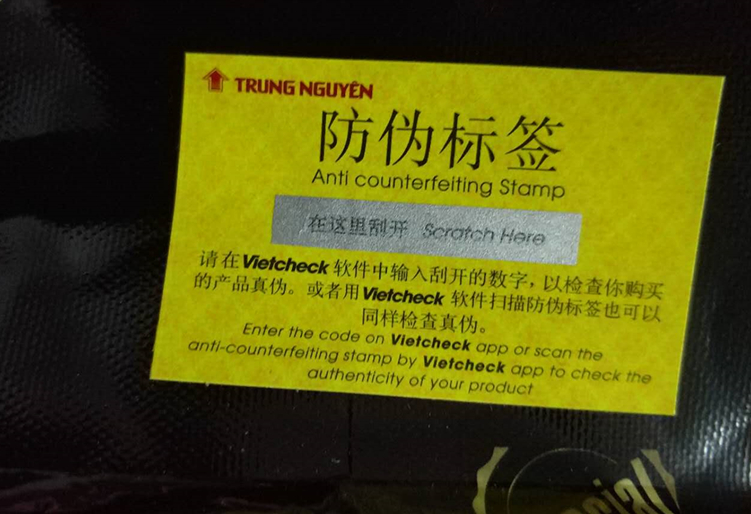 TRUNG NGUYÊN
防伪标签
Anti counterfeiting Stamp
在这里刮开 Scratch Here
请在Vietcheck 软件中输入刮开的数字，以检查你购买
的产品真伪。或者用Vietcheck 软件扫描防伪标签也可以
同样检查真伪。
Enter the code on Vietcheck app or scan the
anti-counterfeiting stamp by Vietcheck app to check the
authenticity of your product